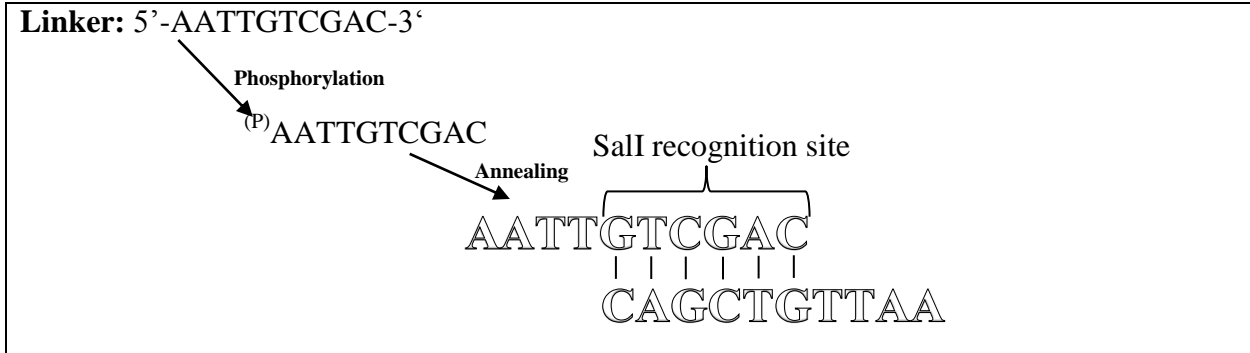 Linker: 5’-AATTGTCGAC-3‘
Phosphorylation
(P)AATTGTCGAC
SalI recognition site
Annealing
AATTGTCGAC
CAGCTGTTAA